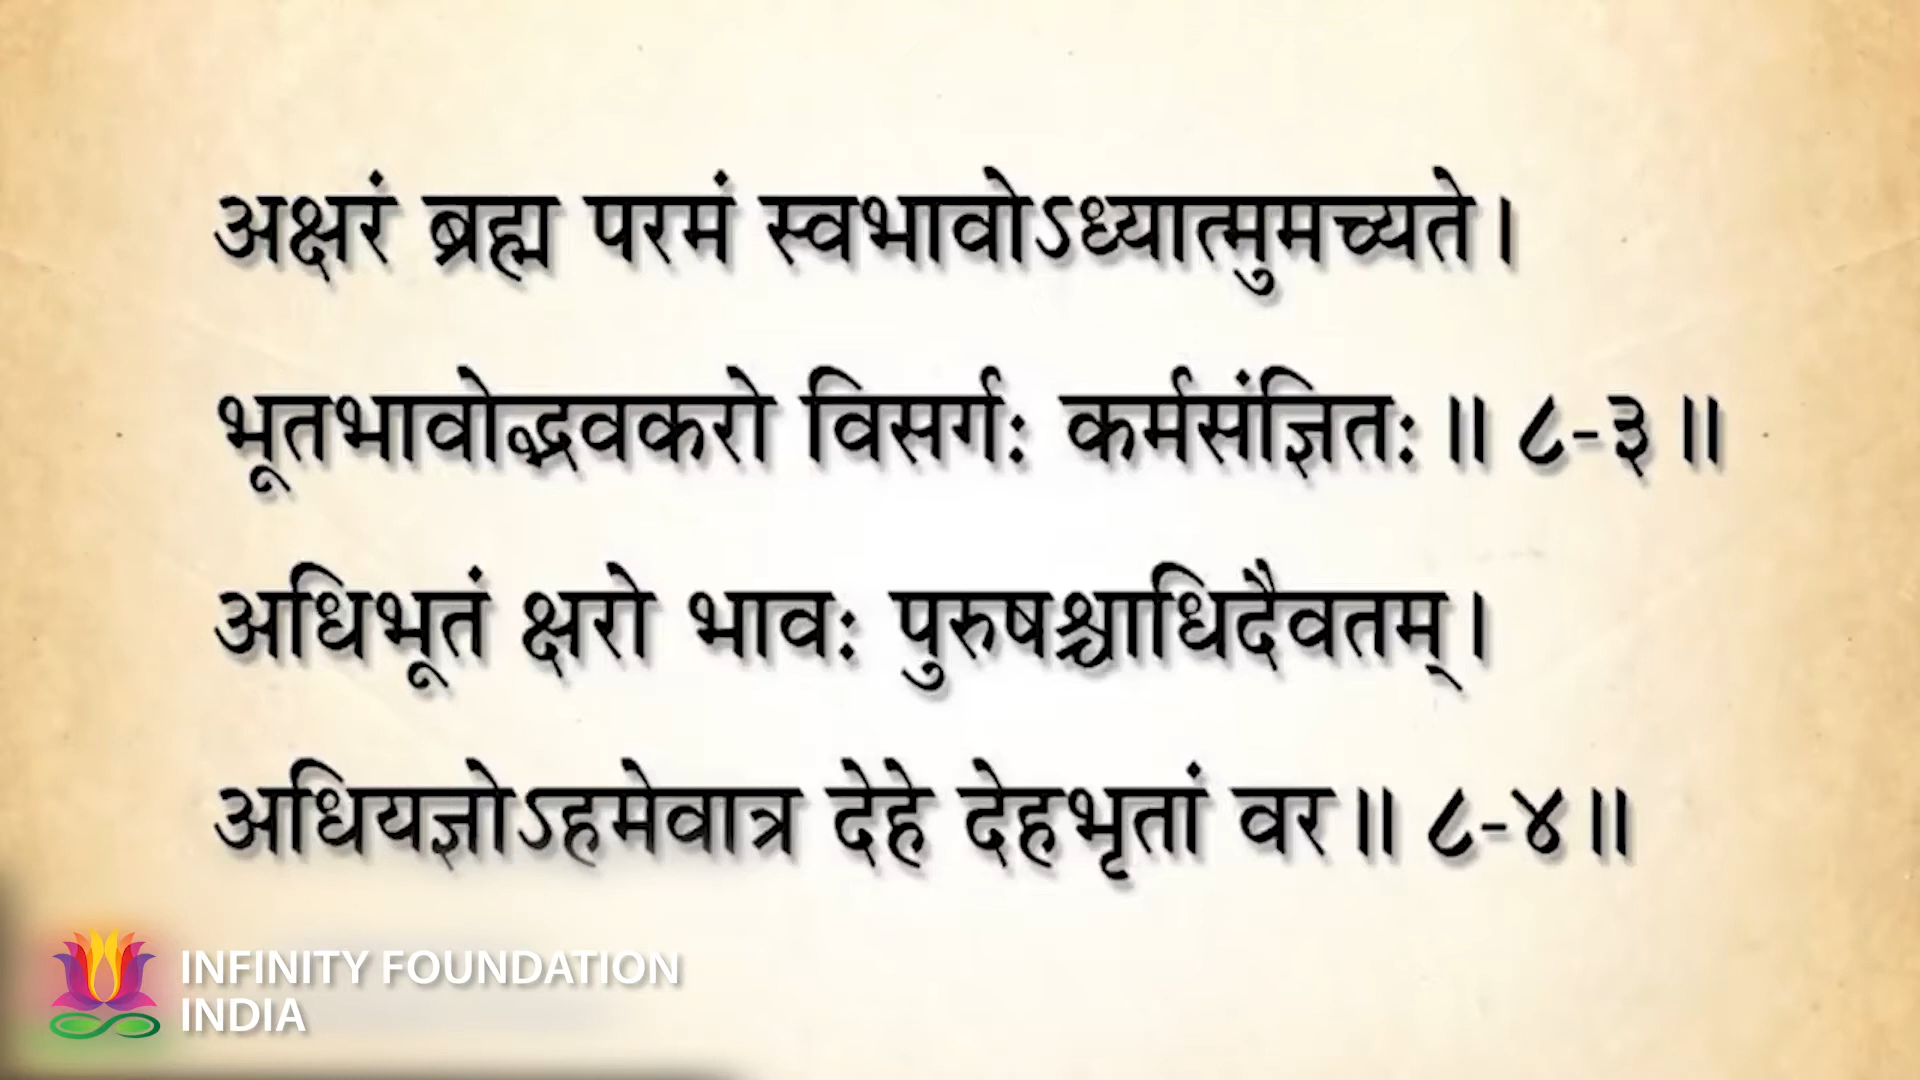 अक्षरं ब्रह्म परमं स्वभावोऽध्यात्मुमच्यते।
भूतभावोद्भवकरो विसर्गः कर्मसंज्ञितः॥ ८-३॥
अधिभूतं क्षरो भावः पुरुषश्चाधिदैवतम्।
अधियज्ञोऽहमेवात्र देहे देहभृतां वर॥ ८-४॥
INFINITY FOUNDATION
INDIA